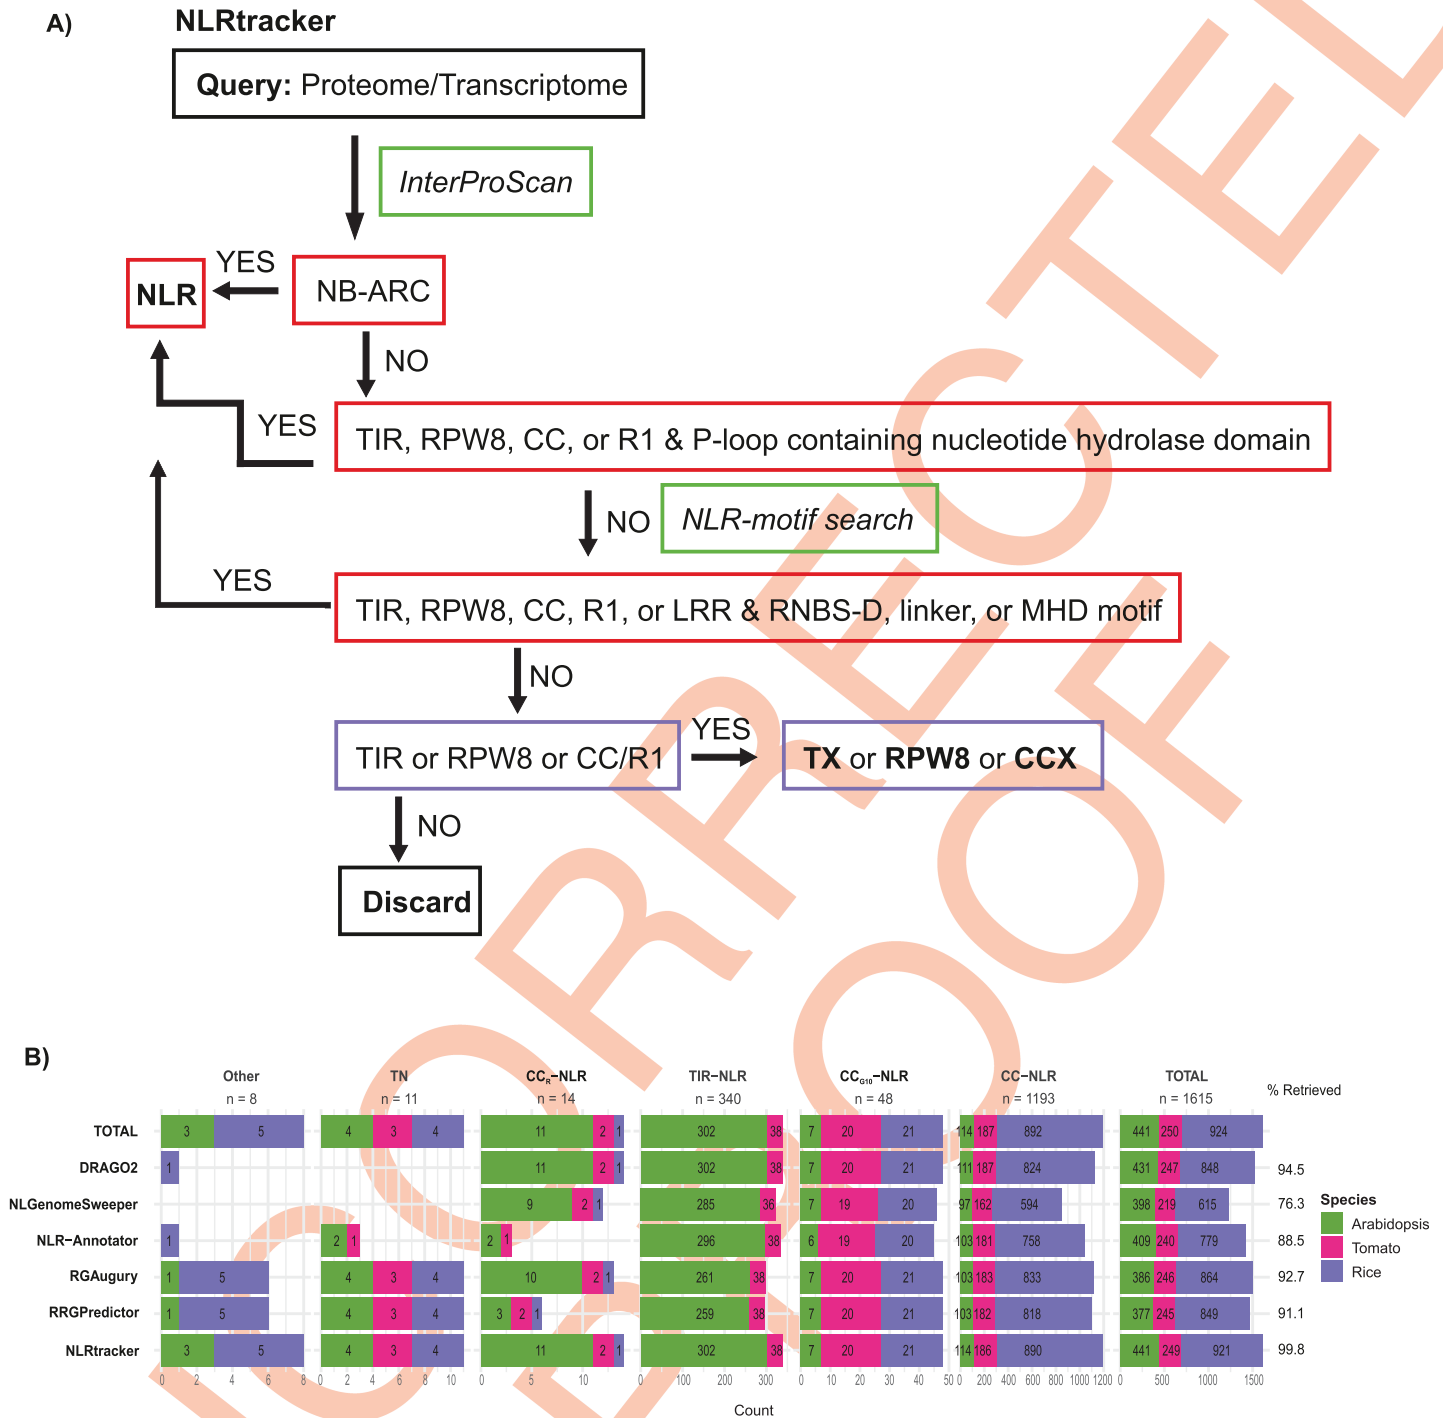 A)
NLRtracker
Query: Proteome/Transcriptome
InterProScan
YES
NLR
NB-ARC
NO
YES
TIR, RPW8, CC, or R1 & P-loop containing nucleotide hydrolase domain
NO
NLR-motif search
YES
TIR, RPW8, CC, R1, or LRR & RNBS-D, linker, or MHD motif
NO
TIR or RPW8 or CC/R1
YES
TX or RPW8 or CCX
NO
Discard
B)
Other TN CCR−NLR TIR−NLR CCG10−NLR CC−NLR TOTAL
n = 8 n = 11 n = 14 n = 340 n = 48 n = 1193 n = 1615 % Retrieved
TOTAL 3 5 4 3 4 11 2 1 302 38 7 20 21 114 187 892 441 250 924
DRAGO2 1 11 2 1 302 38 7 20 21 111 187 824 431 247 848 94.5
NLGenomeSweeper 9 2 1 285 36 7 19 20 97 162 594 398 219 615 76.3
NLR−Annotator 1 2 1 2 1 296 38 6 19 20 103 181 758 409 240 779 88.5
RGAugury 1 5 4 3 4 10 2 1 261 38 7 20 21 103 183 833 386 246 864 92.7
RRGPredictor 1 5 4 3 4 3 2 1 259 38 7 20 21 103 182 818 377 245 849 91.1
NLRtracker 3 5 4 3 4 11 2 1 302 38 7 20 21 114 186 890 441 249 921 99.8
0 2 4 6 8 0 2 4 6 8 10 0 5 10 0 100 200 300 0 10 20 30 40 50 0 200 400 600 800 1000 1200 0 500 1000 1500
Count
Species
Arabidopsis
Tomato
Rice